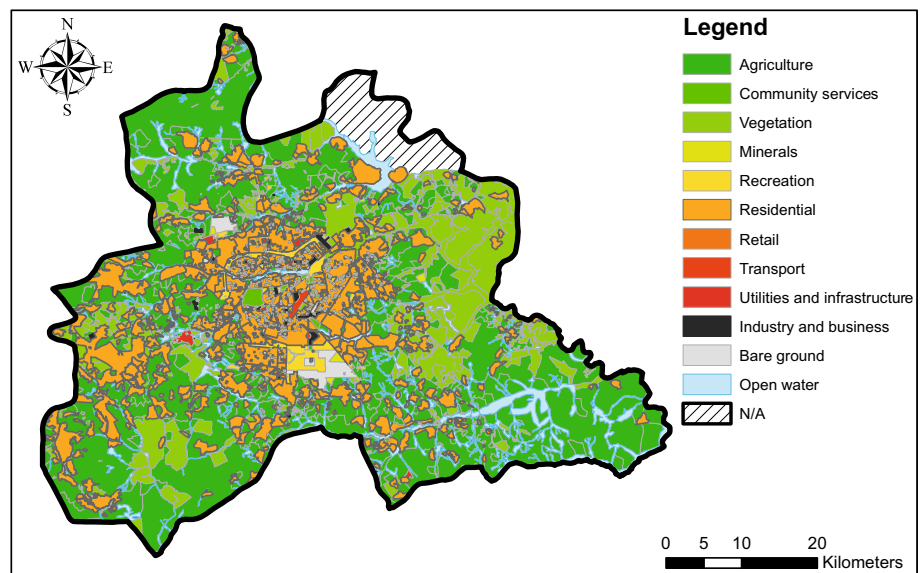 N
W E
S
Legend
Agriculture
Community services
Vegetation
Minerals
Recreation
Residential
Retail
Transport
Utilities and infrastructure
Industry and business
Bare ground
Open water
N/A
0 5 10 20
Kilometers